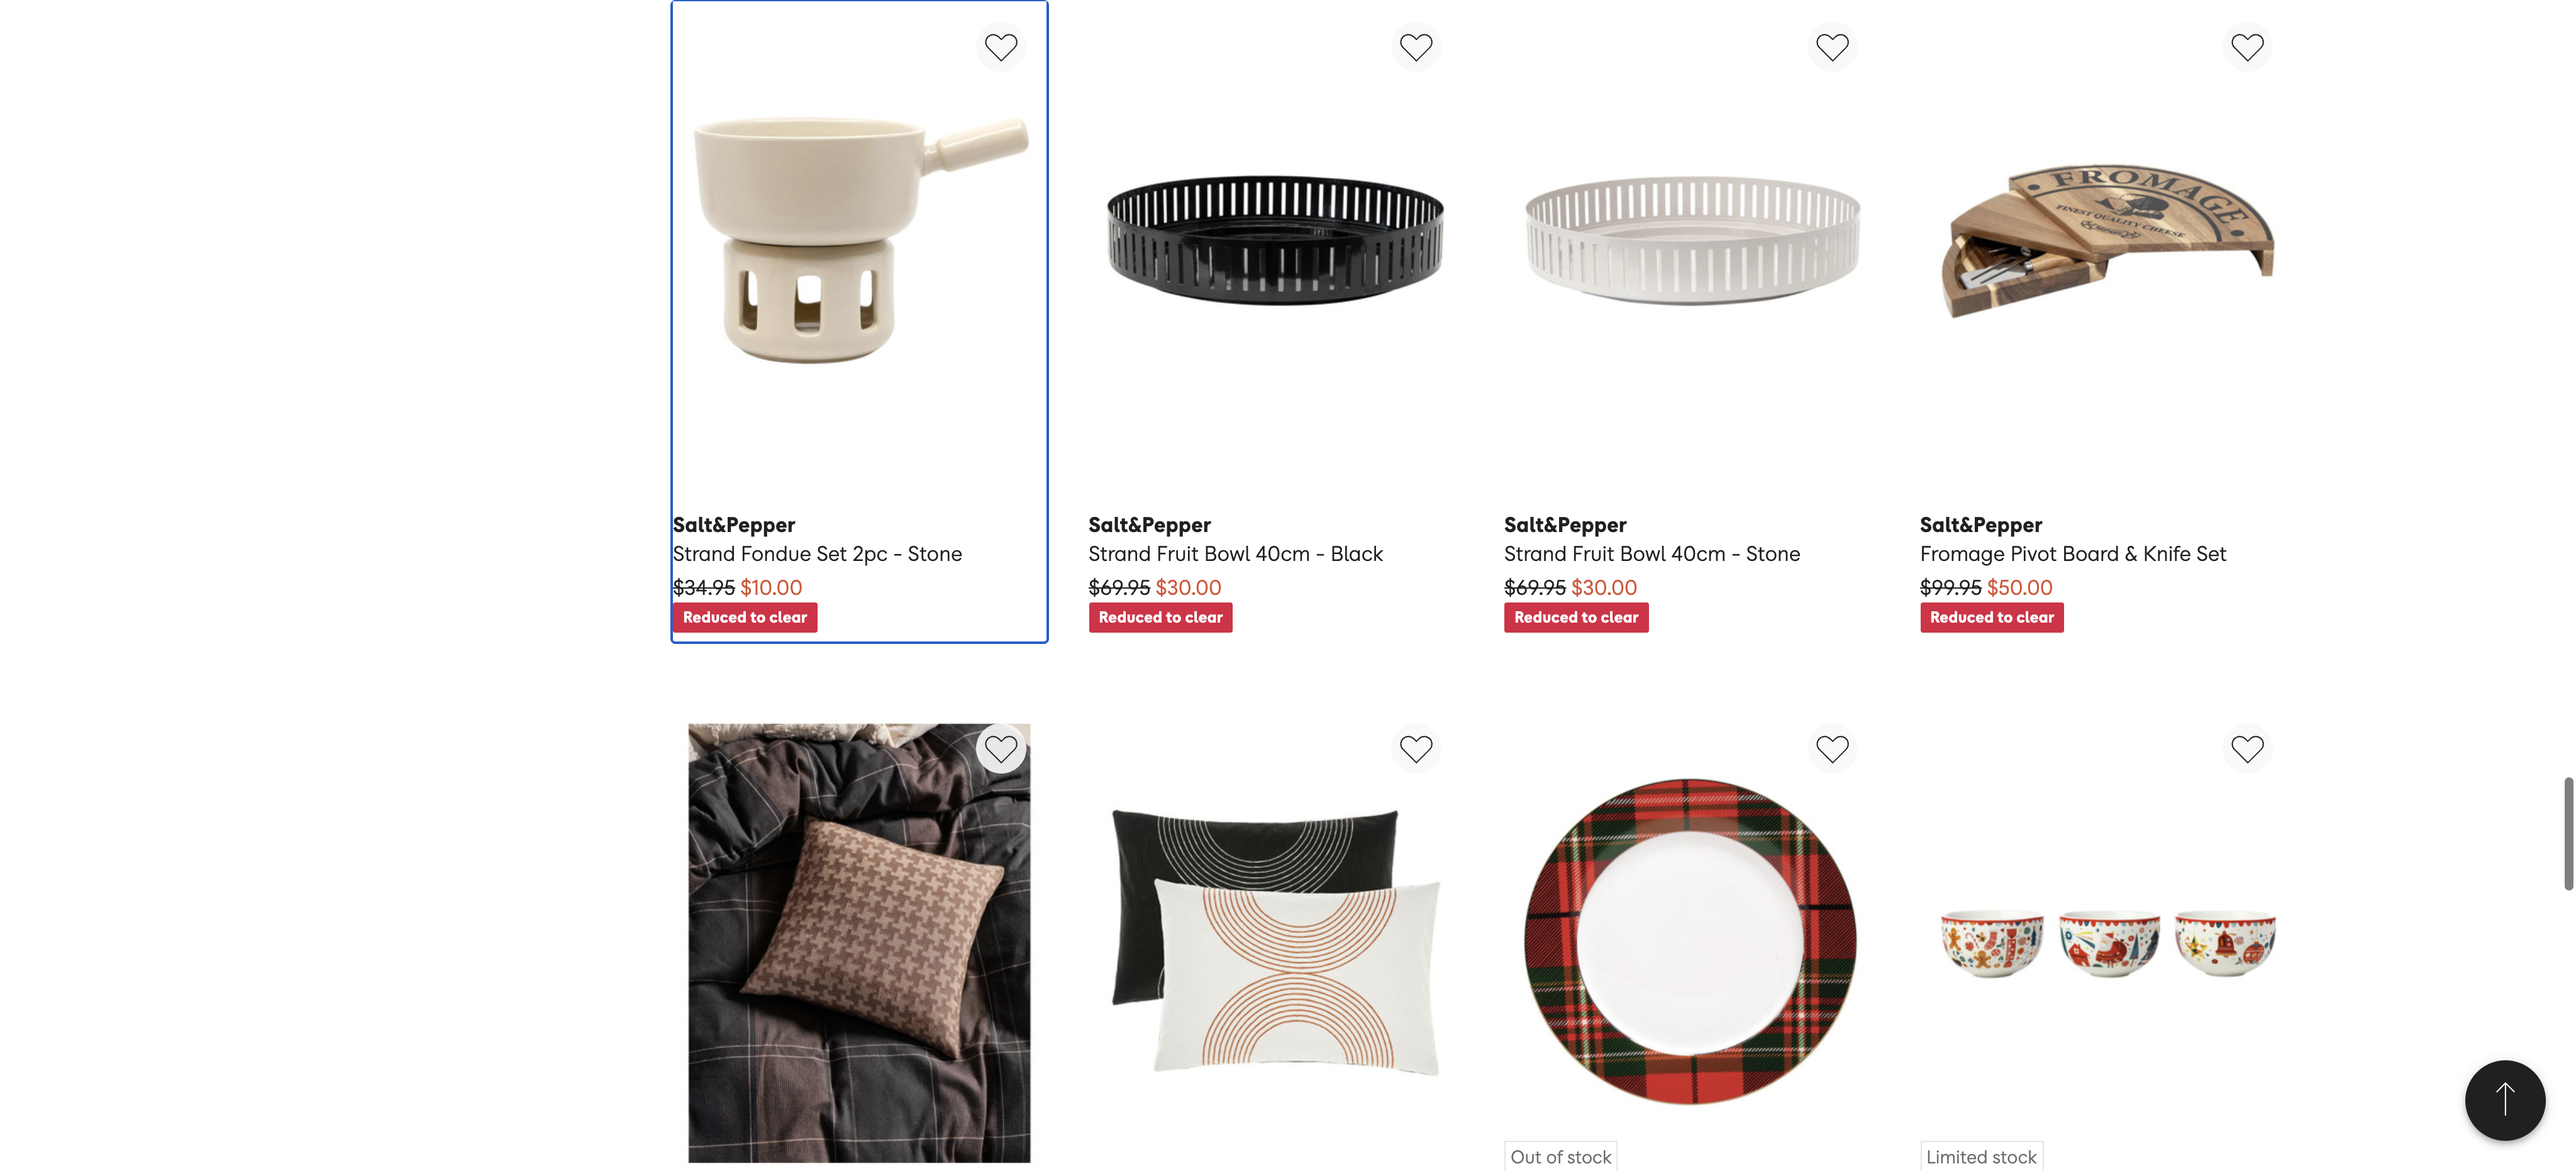 FROMAGE
FINEST QUALITY CHEESE
Salt&Pepper
Strand Fondue Set 2pc - Stone
$34.95 $10.00
Reduced to clear
Salt&Pepper
Strand Fruit Bowl 40cm - Black
$69.95 $30.00
Reduced to clear
Salt&Pepper
Strand Fruit Bowl 40cm - Stone
$69.95 $30.00
Reduced to clear
Salt&Pepper
Fromage Pivot Board & Knife Set
$99.95 $50.00
Reduced to clear
Out of stock
Limited stock